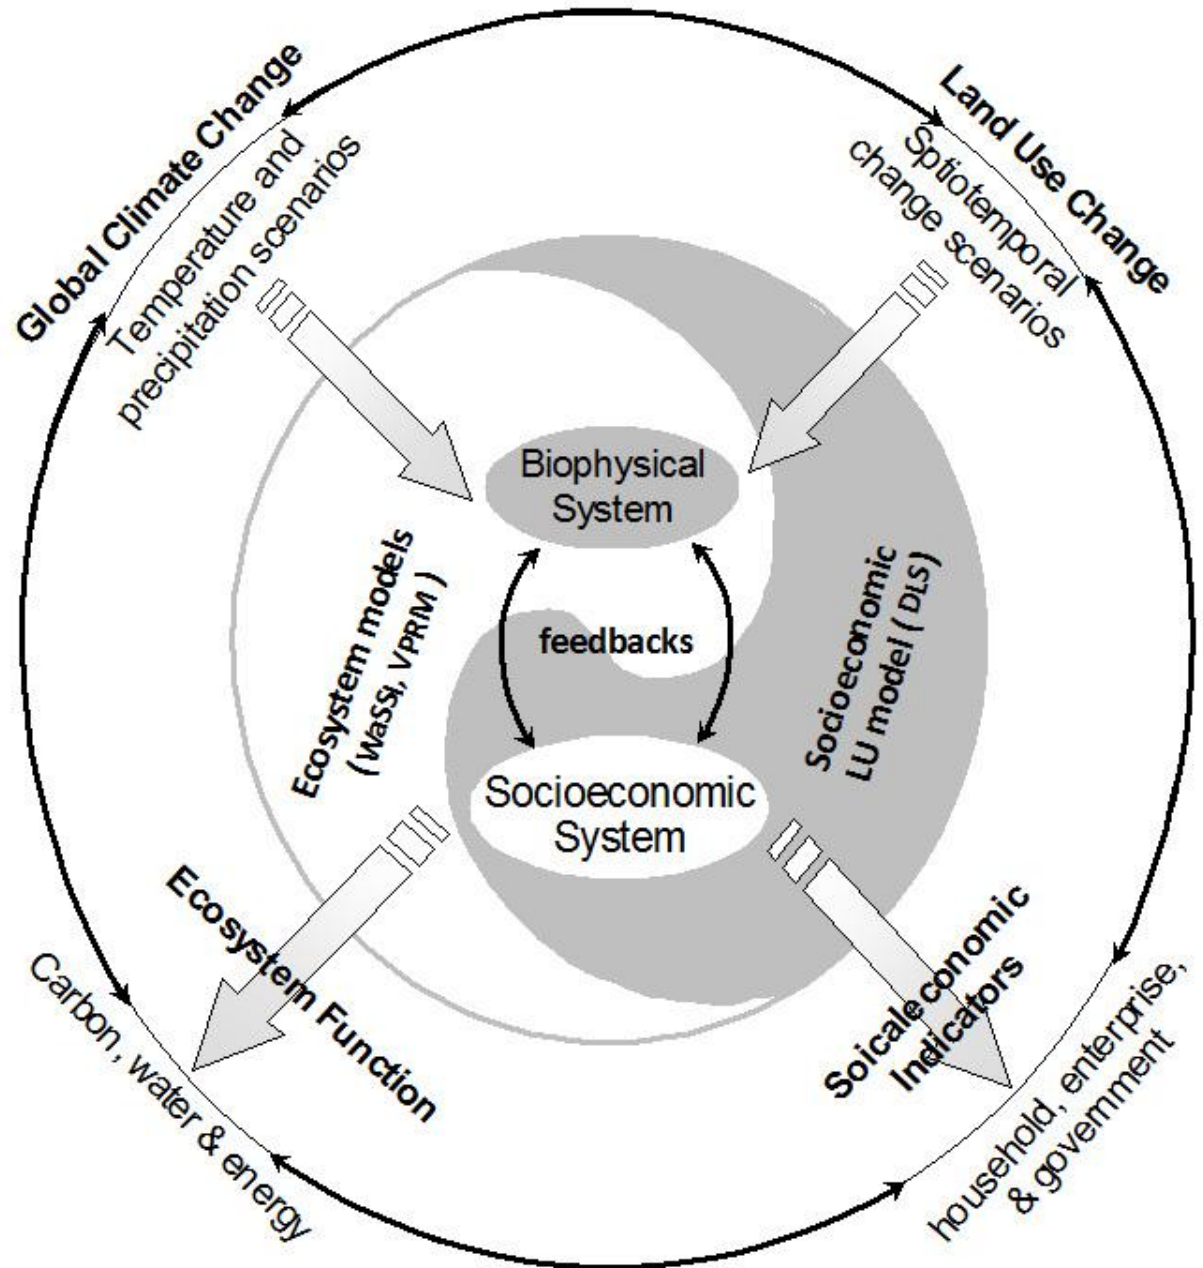 Global Climate Change
Temperature and
precipitation scenarios
Land Use Change
Sptiotemporal
change scenarios
Biophysical
System
Ecosystem models
(WaSSi, VPRM )
feedbacks
Socioeconomic
LU model ( DLS )
Socioeconomic
System
Ecosystem Function
Carbon, water & energy
Soicaleconomic
Indicators
household, enterprise,
& government